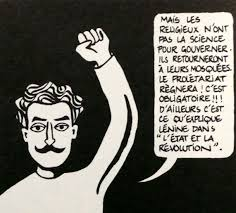 MAIS LES
RELIGIEUX N'ONT
PAS LA SCIENCE
POUR GOUVERNER.
ILS RETOURNERONT
À LEURS MOSQUÉES.
LE PROLÉTARIAT
RÈGNERA! C'EST
OBLIGATOIRE!!!
D'AILLEURS C'EST
CE QU'EXPLIQUE
LÉNINE DANS
"L'ÉTAT ET LA
RÉVOLUTION".